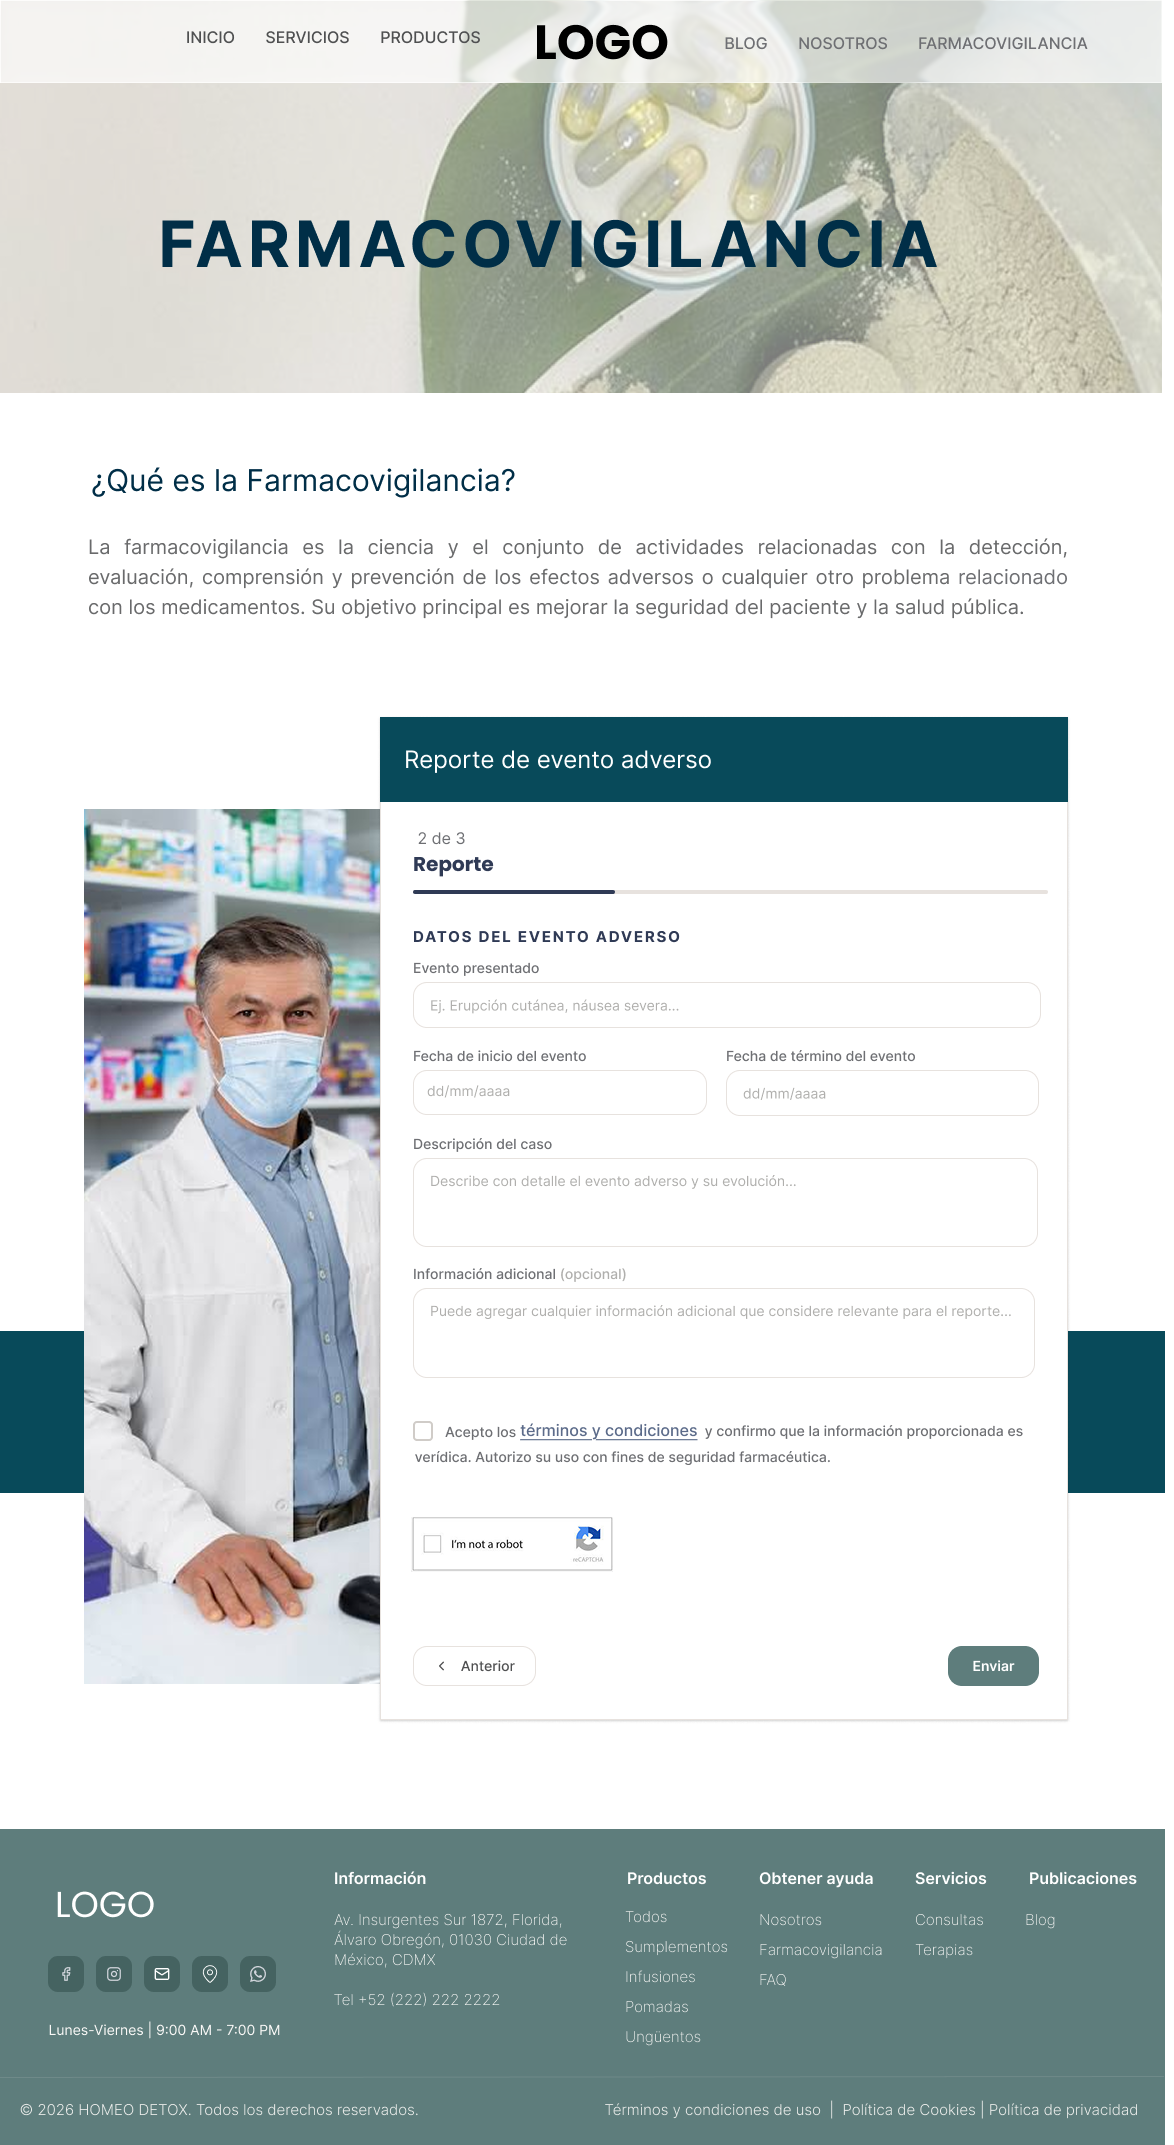 INICIO SERVICIOS PRODUCTOS LOGO BLOG NOSOTROS FARMACOVIGILANCIA
FARMACOVIGILANCIA
¿Qué es la Farmacovigilancia?
La farmacovigilancia es la ciencia y el conjunto de actividades relacionadas con la detección,
evaluación, comprensión y prevención de los efectos adversos o cualquier otro problema relacionado
con los medicamentos. Su objetivo principal es mejorar la seguridad del paciente y la salud pública.
Reporte de evento adverso
2 de 3
Reporte
DATOS DEL EVENTO ADVERSO
Evento presentado
Ej. Erupción cutánea, náusea severa...
Fecha de inicio del evento Fecha de término del evento
dd/mm/aaaa dd/mm/aaaa
Descripción del caso
Describe con detalle el evento adverso y su evolución...
Información adicional (opcional)
Puede agregar cualquier información adicional que considere relevante para el reporte...
Acepto los términos y condiciones y confirmo que la información proporcionada es
verídica. Autorizo su uso con fines de seguridad farmacéutica.
I'm not a robot
reCAPTCHA
Anterior Enviar
LOGO
Lunes-Viernes | 9:00 AM - 7:00 PM
Información
Av. Insurgentes Sur 1872, Florida,
Álvaro Obregón, 01030 Ciudad de
México, CDMX
Tel +52 (222) 222 2222
Productos
Todos
Sumplementos
Infusiones
Pomadas
Ungüentos
Obtener ayuda
Nosotros
Farmacovigilancia
FAQ
Servicios
Consultas
Terapias
Publicaciones
Blog
© 2026 HOMEO DETOX. Todos los derechos reservados.
Términos y condiciones de uso | Política de Cookies | Política de privacidad